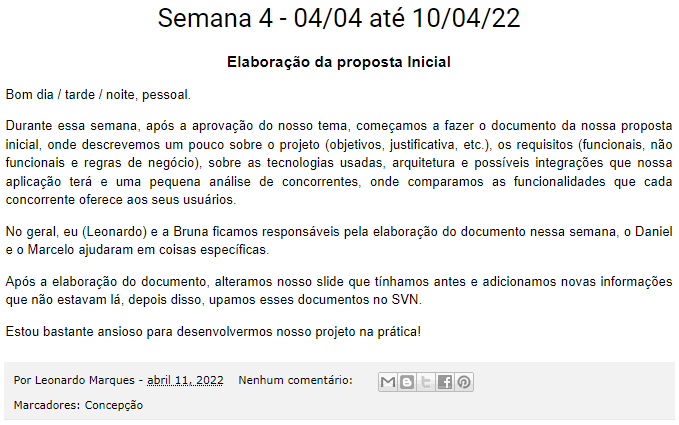 Semana 4 - 04/04 até 10/04/22
Elaboração da proposta Inicial
Bom dia / tarde / noite, pessoal.
Durante essa semana, após a aprovação do nosso tema, começamos a fazer o documento da nossa proposta
inicial, onde descrevemos um pouco sobre o projeto (objetivos, justificativa, etc.), os requisitos (funcionais, não
funcionais e regras de negócio), sobre as tecnologias usadas, arquitetura e possíveis integrações que nossa
aplicação terá e uma pequena análise de concorrentes, onde comparamos as funcionalidades que cada
concorrente oferece aos seus usuários.
No geral, eu (Leonardo) e a Bruna ficamos responsáveis pela elaboração do documento nessa semana, o Daniel
e o Marcelo ajudaram em coisas específicas.
Após a elaboração do documento, alteramos nosso slide que tínhamos antes e adicionamos novas informações
que não estavam lá, depois disso, upamos esses documentos no SVN.
Estou bastante ansioso para desenvolvermos nosso projeto na prática!
Por Leonardo Marques - abril 11, 2022 Nenhum comentário:
Marcadores: Concepção